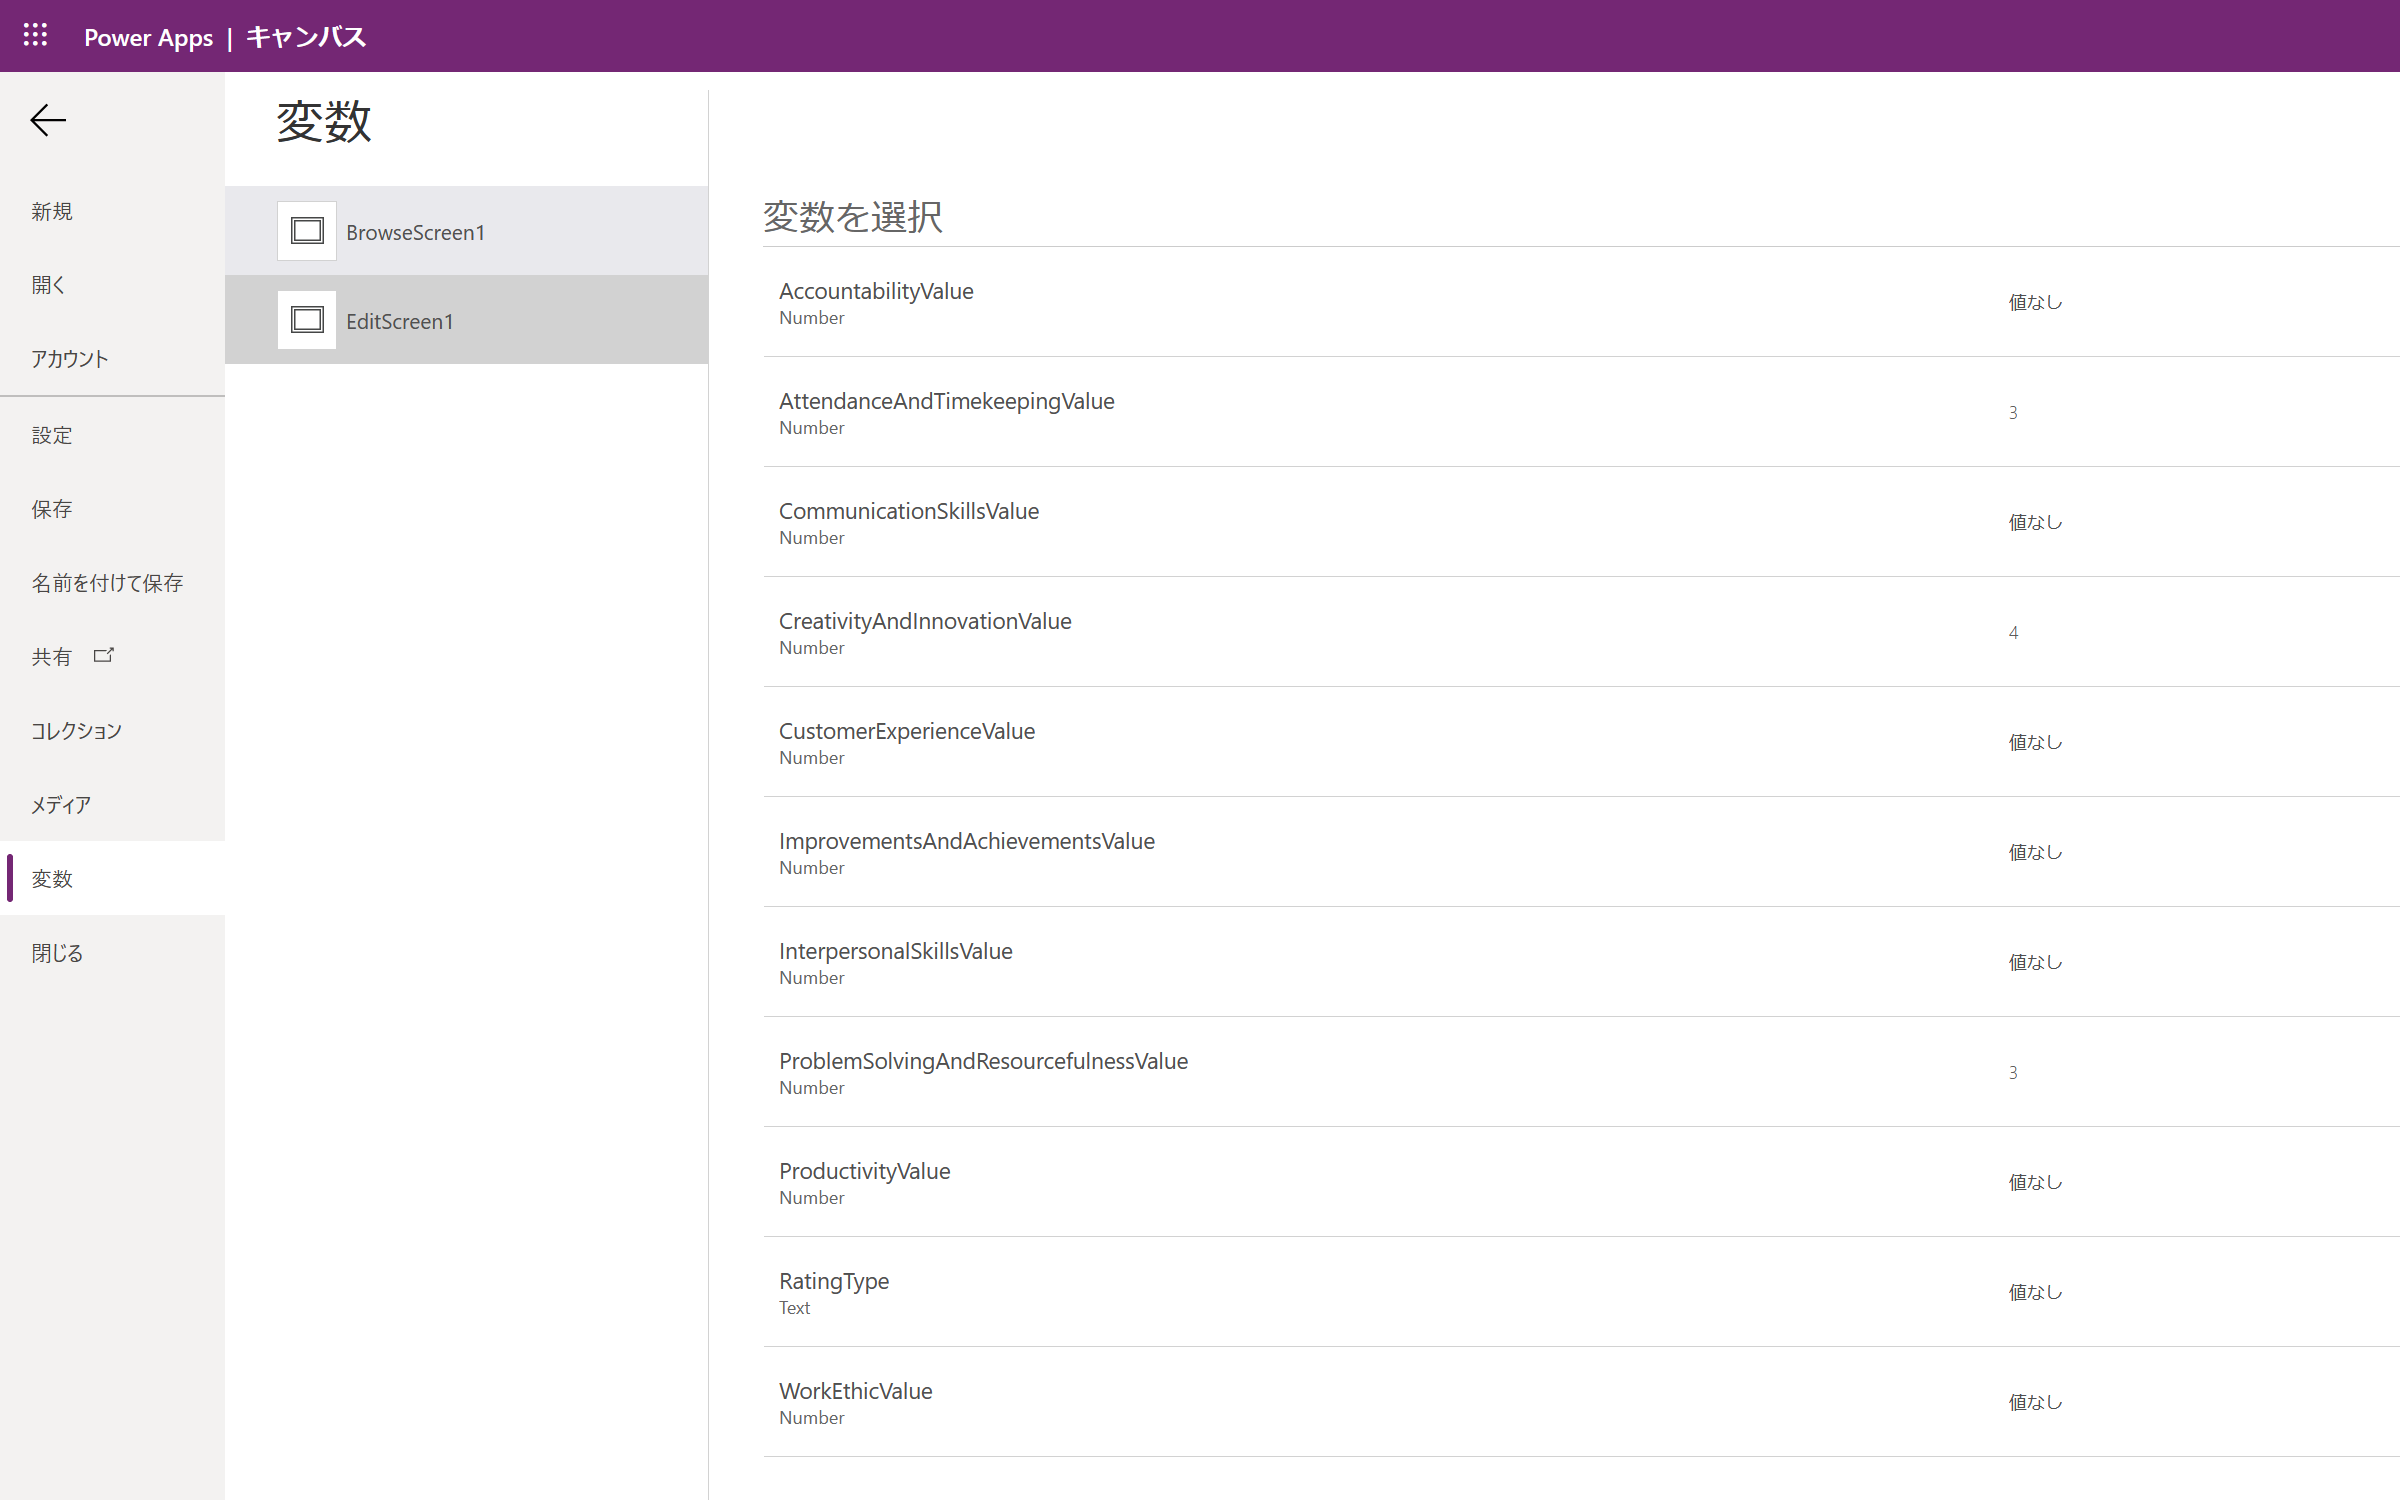 Power Apps | キャンバス
新規
開く
アカウント
設定
保存
名前を付けて保存
共有
コレクション
メディア
変数
閉じる
変数
BrowseScreen1
EditScreen1
変数を選択
AccountabilityValue
Number
値なし
AttendanceAndTimekeepingValue
Number
3
CommunicationSkillsValue
Number
値なし
CreativityAndInnovationValue
Number
4
CustomerExperienceValue
Number
値なし
ImprovementsAndAchievementsValue
Number
値なし
InterpersonalSkillsValue
Number
値なし
ProblemSolvingAndResourcefulnessValue
Number
3
ProductivityValue
Number
値なし
RatingType
Text
値なし
WorkEthicValue
Number
値なし